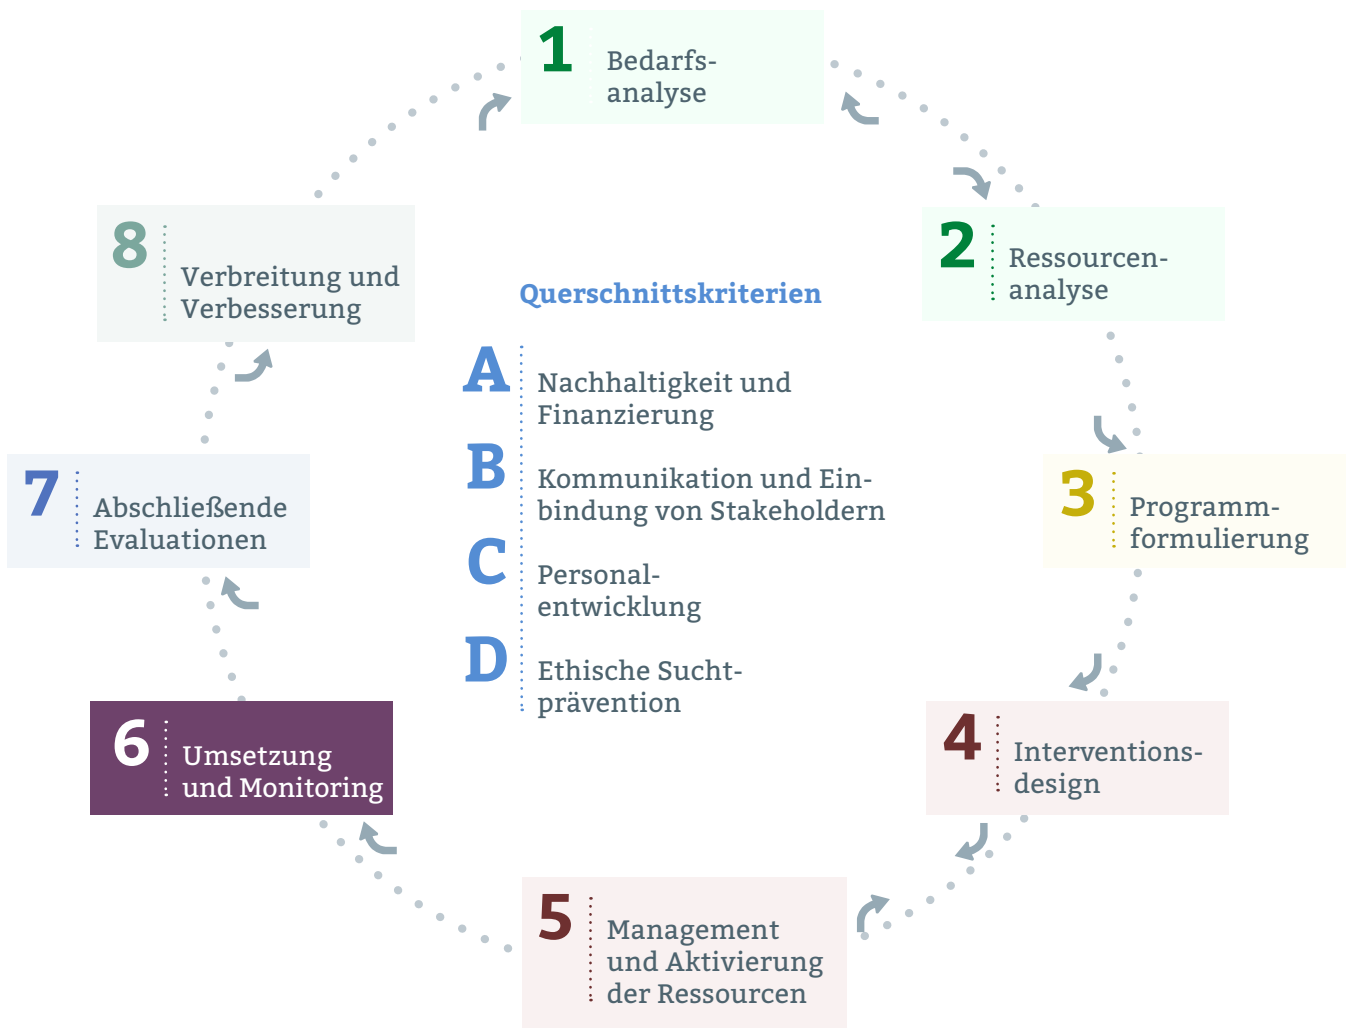 1
Bedarfs-
analyse
2
Ressourcen-
analyse
3
Programm-
formulierung
4
Interventions-
design
5
Management
und Aktivierung
der Ressourcen
6
Umsetzung
und Monitoring
7
Abschließende
Evaluationen
8
Verbreitung und
Verbesserung
Querschnittskriterien
A
Nachhaltigkeit und
Finanzierung
B
Kommunikation und Ein-
bindung von Stakeholdern
C
Personal-
entwicklung
D
Ethische Sucht-
prävention